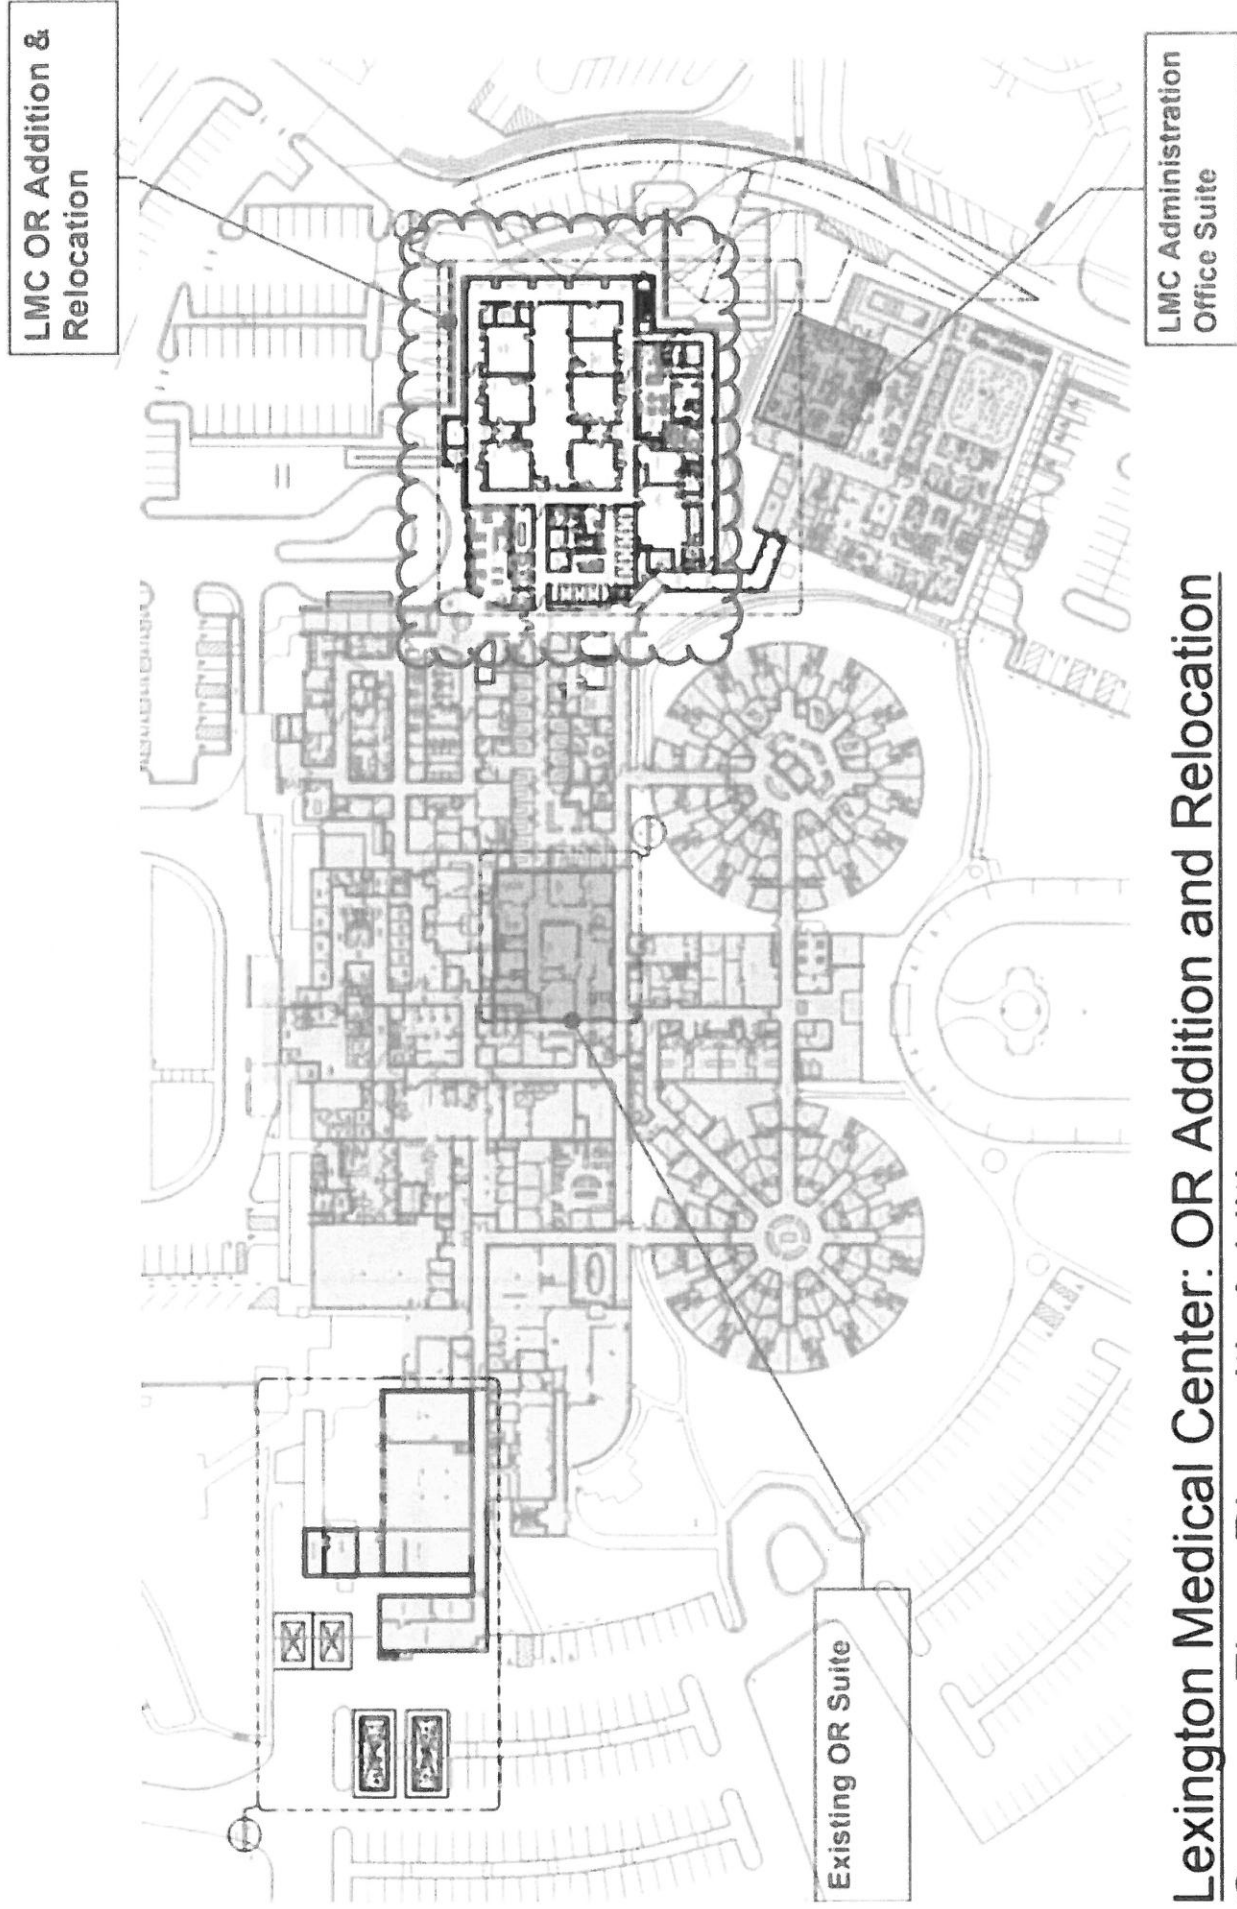 LMC OR Addition &
Relocation
LMC Administration
Office Suite
Existing OR Suite
Lexington Medical Center: OR Addition and Relocation